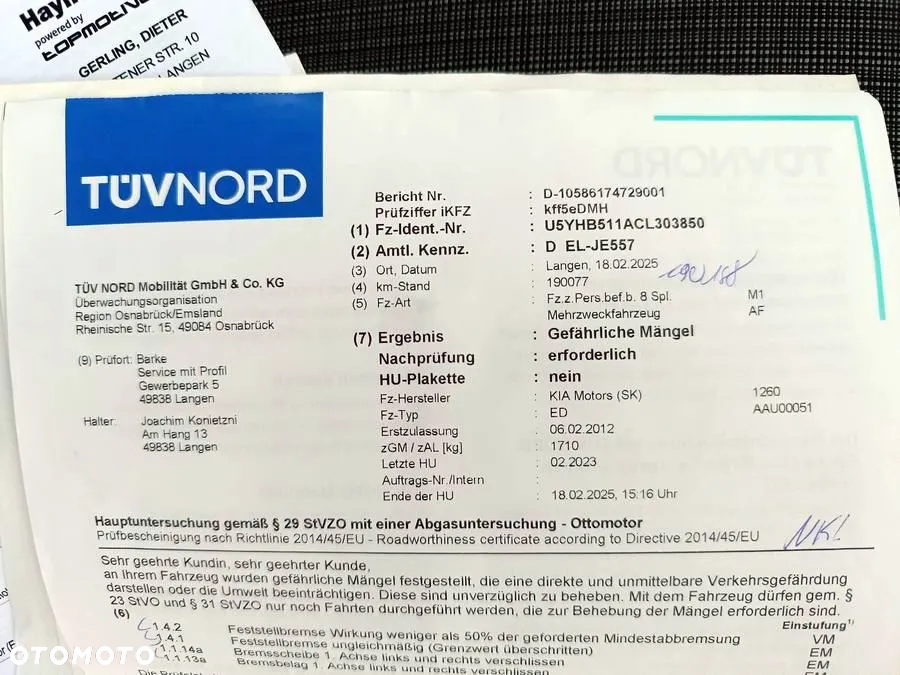 powered by
TOPMOTIVE
GERLING, DIETER
TENER STR. 10
LANGEN
TÜVNORD
Bericht Nr. : D-10586174729001
Prüfziffer iKFZ : kff5eDMH
(1) Fz-Ident.-Nr. : U5YHB511ACL303850
(2) Amtl. Kennz. : D EL-JE557
(3) Ort, Datum : Langen, 18.02.2025
(4) km-Stand : 190077
190188
(5) Fz-Art : Fz.z.Pers.bef.b. 8 Spl. M1
Mehrzweckfahrzeug AF
(7) Ergebnis : Gefährliche Mängel
Nachprüfung : erforderlich
HU-Plakette : nein
Fz-Hersteller : KIA Motors (SK) 1260
Fz-Typ : ED AAU00051
Erstzulassung : 06.02.2012
zGM / zAL [kg] : 1710
Letzte HU : 02.2023
Auftrags-Nr./Intern :
Ende der HU : 18.02.2025, 15:16 Uhr
TÜV NORD Mobilität GmbH & Co. KG
Überwachungsorganisation
Region Osnabrück/Emsland
Rheinische Str. 15, 49084 Osnabrück
(9) Prüfort: Barke
Service mit Profil
Gewerbepark 5
49838 Langen
Halter: Joachim Konietzni
Am Hang 13
49838 Langen
Hauptuntersuchung gemäß § 29 StVZO mit einer Abgasuntersuchung - Ottomotor
Prüfbescheinigung nach Richtlinie 2014/45/EU - Roadworthiness certificate according to Directive 2014/45/EU
NK!
Sehr geehrte Kundin, sehr geehrter Kunde,
an Ihrem Fahrzeug wurden gefährliche Mängel festgestellt, die eine direkte und unmittelbare Verkehrsgefährdung
darstellen oder die Umwelt beeinträchtigen. Diese sind unverzüglich zu beheben. Mit dem Fahrzeug dürfen gem. §
23 StVO und § 31 StVZO nur noch Fahrten durchgeführt werden, die zur Behebung der Mängel erforderlich sind.
(6) Einstufung1)
1.4.2 Feststellbremse Wirkung weniger als 50% der geforderten Mindestabbremsung VM
1.4.1 Feststellbremse ungleichmäßig (Grenzwert überschritten) EM
1.1.14a Bremsscheibe 1. Achse links und rechts verschlissen EM
1.1.13a Bremsbelag 1. Achse links und rechts verschlissen EM
OTOMOTO